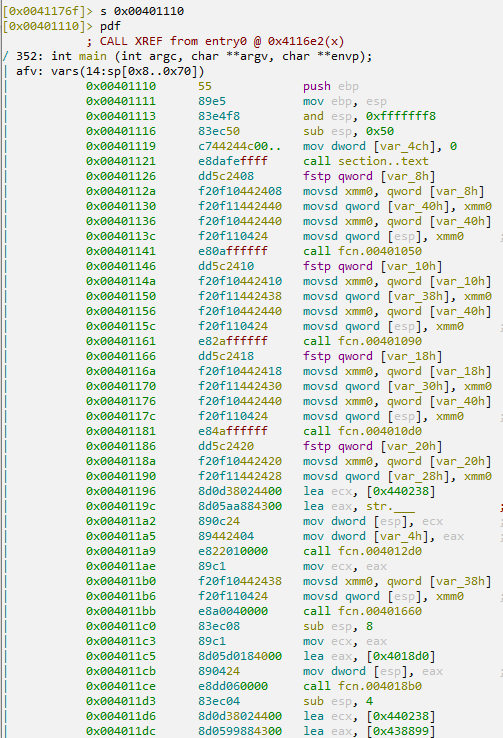 [0x0041176f]> s 0x00401110
[0x00401110]> pdf
; CALL XREF from entry0 @ 0x4116e2(x)
/ 352: int main (int argc, char **argv, char **envp);
| afv: vars(14:sp[0x8..0x70])
| 0x00401110 55 push ebp
| 0x00401111 89e5 mov ebp, esp
| 0x00401113 83e4f8 and esp, 0xfffffff8
| 0x00401116 83ec50 sub esp, 0x50
| 0x00401119 c744244c00.. mov dword [var_4ch], 0
| 0x00401121 e8dafeffff call section..text
| 0x00401126 dd5c2408 fstp qword [var_8h]
| 0x0040112a f20f10442408 movsd xmm0, qword [var_8h]
| 0x00401130 f20f11442440 movsd qword [var_40h], xmm0
| 0x00401136 f20f10442440 movsd xmm0, qword [var_40h]
| 0x0040113c f20f110424 movsd qword [esp], xmm0 ;
| 0x00401141 e80affffff call fcn.00401050
| 0x00401146 dd5c2410 fstp qword [var_10h]
| 0x0040114a f20f10442410 movsd xmm0, qword [var_10h]
| 0x00401150 f20f11442438 movsd qword [var_38h], xmm0
| 0x00401156 f20f10442440 movsd xmm0, qword [var_40h]
| 0x0040115c f20f110424 movsd qword [esp], xmm0 ;
| 0x00401161 e82affffff call fcn.00401090
| 0x00401166 dd5c2418 fstp qword [var_18h]
| 0x0040116a f20f10442418 movsd xmm0, qword [var_18h]
| 0x00401170 f20f11442430 movsd qword [var_30h], xmm0
| 0x00401176 f20f10442440 movsd xmm0, qword [var_40h]
| 0x0040117c f20f110424 movsd qword [esp], xmm0 ;
| 0x00401181 e84affffff call fcn.004010d0
| 0x00401186 dd5c2420 fstp qword [var_20h]
| 0x0040118a f20f10442420 movsd xmm0, qword [var_20h]
| 0x00401190 f20f11442428 movsd qword [var_28h], xmm0
| 0x00401196 8d0d38024400 lea ecx, [0x440238]
| 0x0040119c 8d05aa884300 lea eax, str.___ ;
| 0x004011a2 890c24 mov dword [esp], ecx ;
| 0x004011a5 89442404 mov dword [var_4h], eax ;
| 0x004011a9 e822010000 call fcn.004012d0
| 0x004011ae 89c1 mov ecx, eax
| 0x004011b0 f20f10442438 movsd xmm0, qword [var_38h]
| 0x004011b6 f20f110424 movsd qword [esp], xmm0 ;
| 0x004011bb e8a0040000 call fcn.00401660
| 0x004011c0 83ec08 sub esp, 8
| 0x004011c3 89c1 mov ecx, eax
| 0x004011c5 8d05d0184000 lea eax, [0x4018d0]
| 0x004011cb 890424 mov dword [esp], eax ;
| 0x004011ce e8dd060000 call fcn.004018b0
| 0x004011d3 83ec04 sub esp, 4
| 0x004011d6 8d0d38024400 lea ecx, [0x440238]
| 0x004011dc 8d0599884300 lea eax, [0x438899]